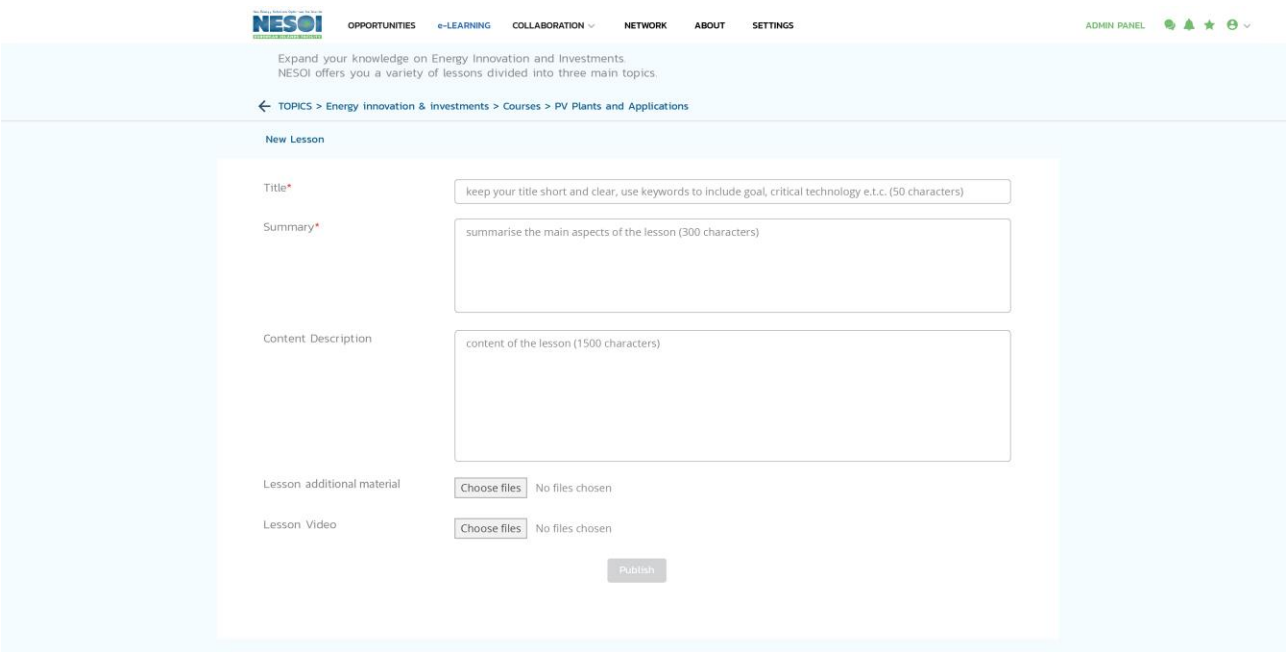 NESOI
EUROPEAN ISLANDS FACILITY
OPPORTUNITIES e-LEARNING COLLABORATION NETWORK ABOUT SETTINGS ADMIN PANEL
Expand your knowledge on Energy Innovation and Investments.
NESOI offers you a variety of lessons divided into three main topics.
TOPICS > Energy innovation & investments > Courses > PV Plants and Applications
New Lesson
Title* keep your title short and clear, use keywords to include goal, critical technology e.t.c. (50 characters)
Summary* summarise the main aspects of the lesson (300 characters)
Content Description content of the lesson (1500 characters)
Lesson additional material Choose files No files chosen
Lesson Video Choose files No files chosen
Publish